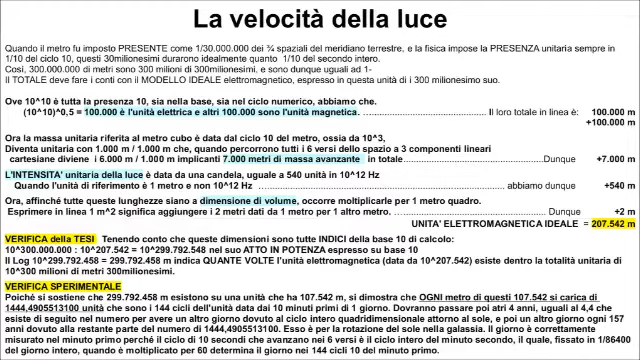 La velocità della luce
Quando il metro fu imposto PRESENTE come 1/30.000.000 dei ¾ spaziali del meridiano terrestre, e la fisica impose la PRESENZA unitaria sempre in
1/10 del ciclo 10, questi 30milionesimi durarono idealmente quanto 1/10 del secondo intero.
Così, 300.000.000 di metri sono 300 milioni di 300milionesimi, e sono dunque uguali ad 1-
Il TOTALE deve fare i conti con il MODELLO IDEALE elettromagnetico, espresso in questa unità di i 300 milionesimo suo.
Ove 10^10 è tutta la presenza 10, sia nella base, sia nel ciclo numerico, abbiamo che.
(10^10)^0,5 = 100.000 è l'unità elettrica e altri 100.000 sono l'unità magnetica. ................................................ Il loro totale in linea è: 100.000 m
+100.000 m
Ora la massa unitaria riferita al metro cubo è data dal ciclo 10 del metro, ossia da 10^3,
Diventa unitaria con 1.000 m / 1.000 m che, quando percorrono tutti i 6 versi dello spazio a 3 componenti lineari
cartesiane diviene i 6.000 m / 1.000 m implicanti 7.000 metri di massa avanzante in totale................................................Dunque +7.000 m
L'INTENSITA' unitaria della luce è data da una candela, uguale a 540 unità in 10^12 Hz
Quando l'unità di riferimento è 1 metro e non 10^12 Hz ................................................................ abbiamo dunque +540 m
Ora, affinché tutte queste lunghezze siano a dimensione di volume, occorre moltiplicarle per 1 metro quadro.
Esprimere in linea 1 m^2 significa aggiungere i 2 metri dati da 1 metro per 1 altro metro. ........................................ Dunque +2 m
UNITA' ELETTROMAGNETICA IDEALE = 207.542 m
VERIFICA della TESI Tenendo conto che queste dimensioni sono tutte INDICI della base 10 di calcolo:
10^300.000.000 : 10^207.542 = 10^299.792.548 nel suo ATTO IN POTENZA espresso su base 10
Il Log 10^299.792.458 = 299.792.458 m indica QUANTE VOLTE l'unità elettromagnetica (data da 10^207.542) esiste dentro la totalità unitaria di
10^300 milioni di metri 300milionesimi.
VERIFICA SPERIMENTALE
Poiché si sostiene che 299.792.458 m esistono su una unità che ha 107.542 m, si dimostra che OGNI metro di questi 107.542 si carica di
1444,4905513100 unità che sono i 144 cicli dell'unità data dai 10 minuti primi di 1 giorno. Dovranno passare poi atri 4 anni, uguali al 4,4 che
esiste di seguito nel numero per avere un altro giorno dovuto al ciclo intero quadridimensionale attorno al sole, e poi un altro giorno ogni 157
anni dovuto alla restante parte del numero di 1444,4905513100. Esso è per la rotazione del sole nella galassia. Il giorno è correttamente
misurato nel minuto primo perché il ciclo di 10 secondi che avanzano nei 6 versi è il ciclo intero del minuto secondo, il quale, fissato in 1/86400
del giorno intero, quando è moltiplicato per 60 determina il giorno nei 144 cicli 10 del minuto primo.